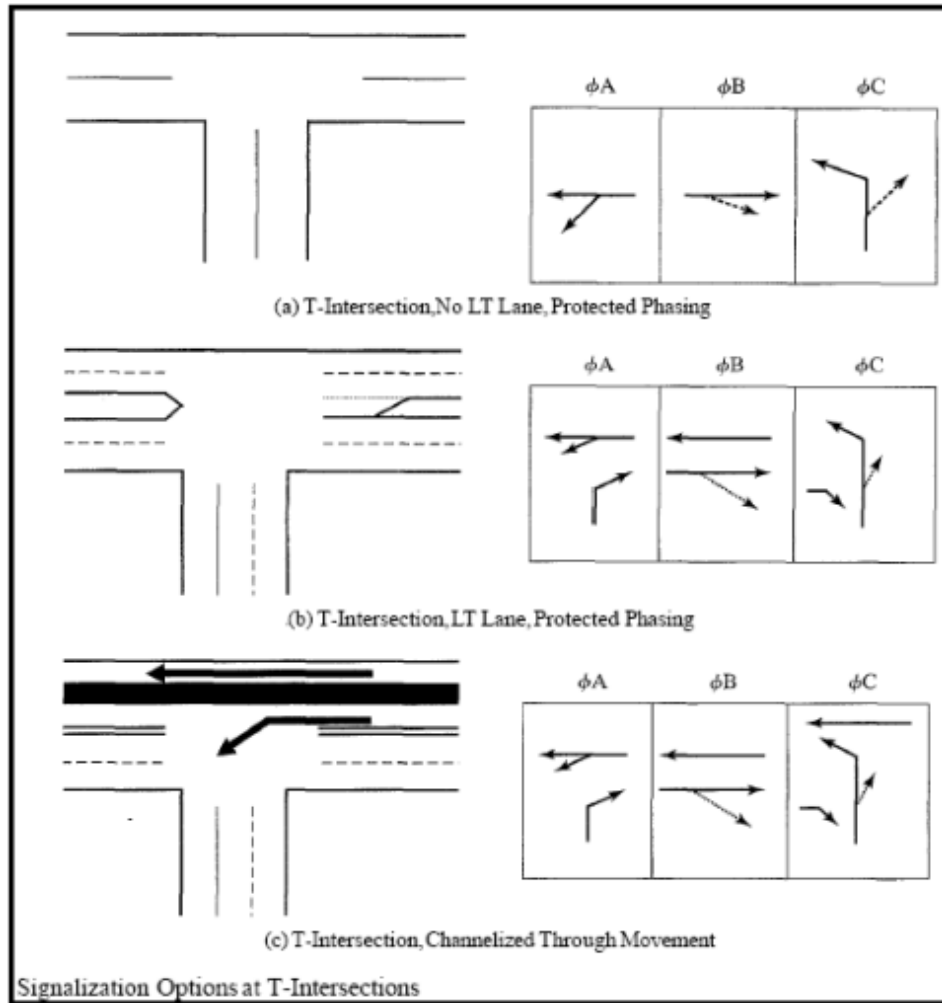 ϕA ϕB ϕC
(a) T-Intersection,No LT Lane, Protected Phasing
ϕA ϕB ϕC
(b) T-Intersection, LT Lane, Protected Phasing
ϕA ϕB ϕC
(c) T-Intersection, Channelized Through Movement
Signalization Options at T-Intersections